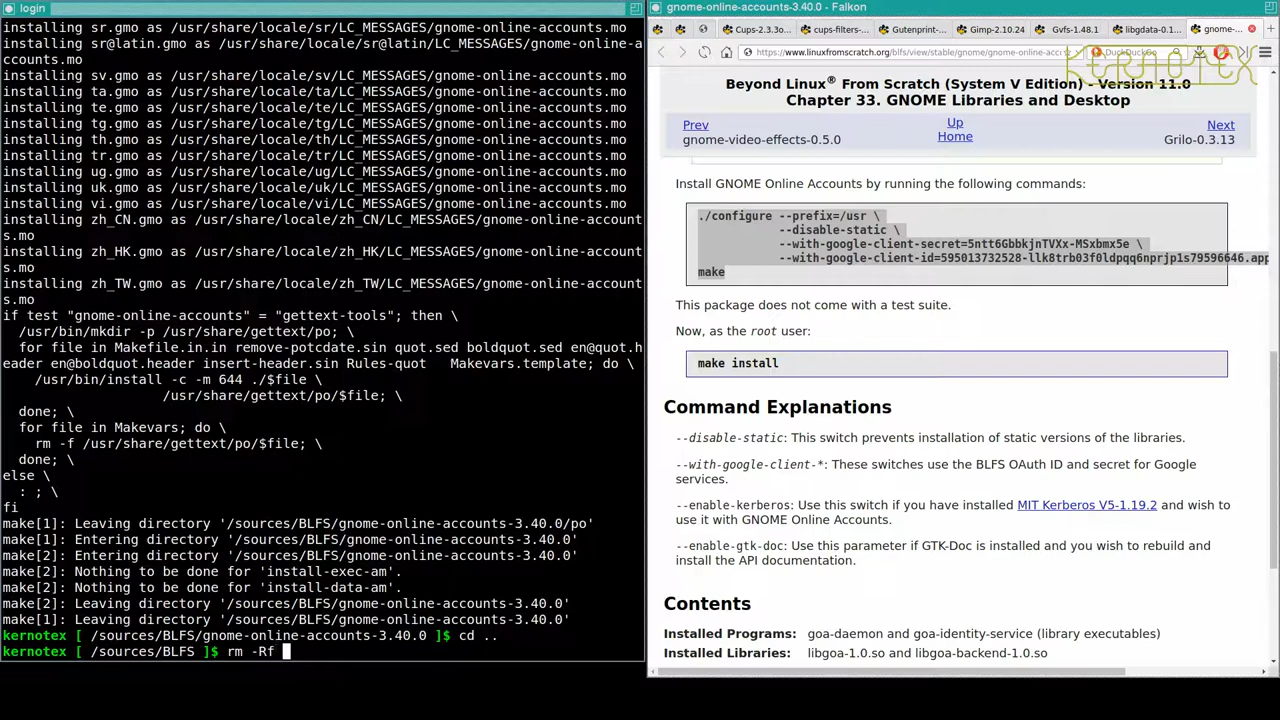 login
installing sr.gmo as /usr/share/locale/sr/LC_MESSAGES/gnome-online-accounts.mo
installing sr@latin.gmo as /usr/share/locale/sr@latin/LC_MESSAGES/gnome-online-a
ccounts.mo
installing sv.gmo as /usr/share/locale/sv/LC_MESSAGES/gnome-online-accounts.mo
installing ta.gmo as /usr/share/locale/ta/LC_MESSAGES/gnome-online-accounts.mo
installing te.gmo as /usr/share/locale/te/LC_MESSAGES/gnome-online-accounts.mo
installing tg.gmo as /usr/share/locale/tg/LC_MESSAGES/gnome-online-accounts.mo
installing th.gmo as /usr/share/locale/th/LC_MESSAGES/gnome-online-accounts.mo
installing tr.gmo as /usr/share/locale/tr/LC_MESSAGES/gnome-online-accounts.mo
installing ug.gmo as /usr/share/locale/ug/LC_MESSAGES/gnome-online-accounts.mo
installing uk.gmo as /usr/share/locale/uk/LC_MESSAGES/gnome-online-accounts.mo
installing vi.gmo as /usr/share/locale/vi/LC_MESSAGES/gnome-online-accounts.mo
installing zh_CN.gmo as /usr/share/locale/zh_CN/LC_MESSAGES/gnome-online-account
s.mo
installing zh_HK.gmo as /usr/share/locale/zh_HK/LC_MESSAGES/gnome-online-account
s.mo
installing zh_TW.gmo as /usr/share/locale/zh_TW/LC_MESSAGES/gnome-online-account
s.mo
if test "gnome-online-accounts" = "gettext-tools"; then \
/usr/bin/mkdir -p /usr/share/gettext/po; \
for file in Makefile.in.in remove-potcdate.sin quot.sed boldquot.sed en@quot.h
eader en@boldquot.header insert-header.sin Rules-quot Makevars.template; do \
/usr/bin/install -c -m 644 ./$file \
/usr/share/gettext/po/$file; \
done; \
for file in Makevars; do \
rm -f /usr/share/gettext/po/$file; \
done; \
else \
: ; \
fi
make[1]: Leaving directory '/sources/BLFS/gnome-online-accounts-3.40.0/po'
make[1]: Entering directory '/sources/BLFS/gnome-online-accounts-3.40.0'
make[2]: Entering directory '/sources/BLFS/gnome-online-accounts-3.40.0'
make[2]: Nothing to be done for 'install-exec-am'.
make[2]: Nothing to be done for 'install-data-am'.
make[2]: Leaving directory '/sources/BLFS/gnome-online-accounts-3.40.0'
make[1]: Leaving directory '/sources/BLFS/gnome-online-accounts-3.40.0'
kernotex [ /sources/BLFS/gnome-online-accounts-3.40.0 ]$ cd ..
kernotex [ /sources/BLFS ]$ rm -Rf
gnome-online-accounts-3.40.0 - Falkon
Cups-2.3.3o... cups-filters-... Gutenprint-... Gimp-2.10.24 Gvfs-1.48.1 libgdata-0.1... gnome-...
https://www.linuxfromscratch.org/blfs/view/stable/gnome/gnome-online-acc DuckDuckGo
KERNOTEX
Beyond Linux® From Scratch (System V Edition) - Version 11.0
Chapter 33. GNOME Libraries and Desktop
Prev Up Next
gnome-video-effects-0.5.0 Home Grilo-0.3.13
Install GNOME Online Accounts by running the following commands:
./configure --prefix=/usr \
--disable-static \
--with-google-client-secret=5ntt6GbbkjnTVXx-MSxbmx5e \
--with-google-client-id=595013732528-llk8trb03f0ldpqq6nprjp1s79596646.app
make
This package does not come with a test suite.
Now, as the root user:
make install
Command Explanations
--disable-static: This switch prevents installation of static versions of the libraries.
--with-google-client-*: These switches use the BLFS OAuth ID and secret for Google
services.
--enable-kerberos: Use this switch if you have installed MIT Kerberos V5-1.19.2 and wish to
use it with GNOME Online Accounts.
--enable-gtk-doc: Use this parameter if GTK-Doc is installed and you wish to rebuild and
install the API documentation.
Contents
Installed Programs: goa-daemon and goa-identity-service (library executables)
Installed Libraries: libgoa-1.0.so and libgoa-backend-1.0.so